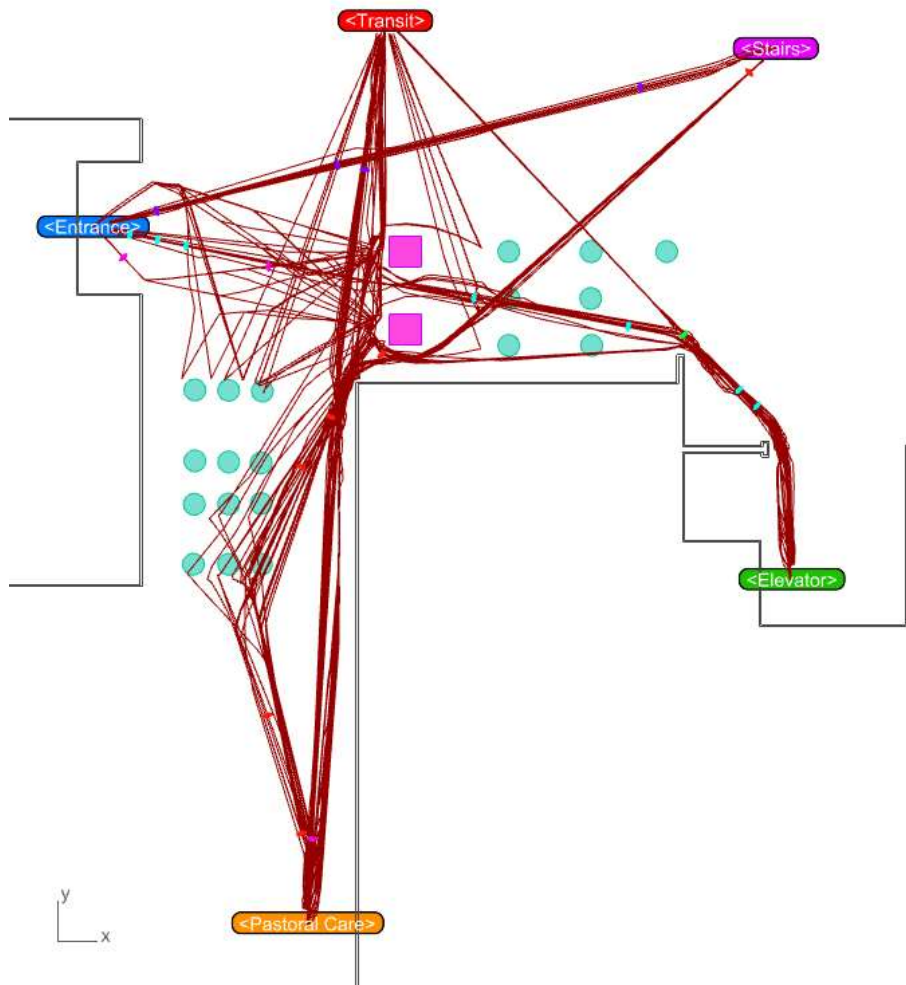 <Transit>
<Stairs>
<Entrance>
<Elevator>
<Pastoral Care>
y
x